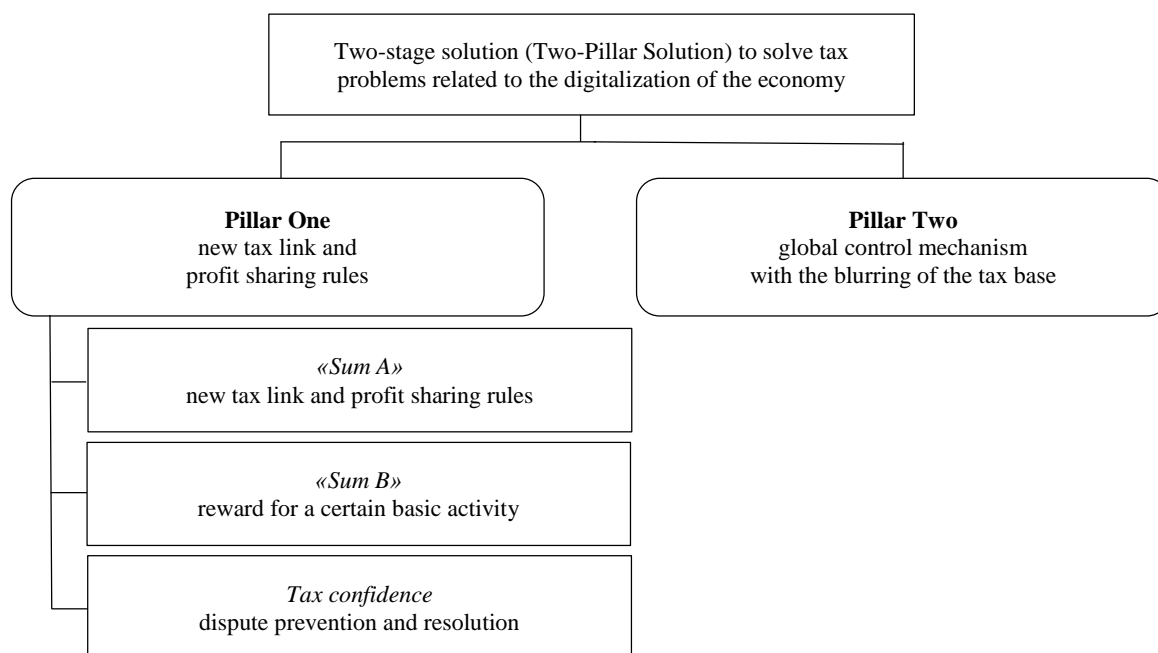 Two-stage solution (Two-Pillar Solution) to solve tax
problems related to the digitalization of the economy
Pillar One
new tax link and
profit sharing rules
Pillar Two
global control mechanism
with the blurring of the tax base
«Sum A»
new tax link and profit sharing rules
«Sum B»
reward for a certain basic activity
Tax confidence
dispute prevention and resolution